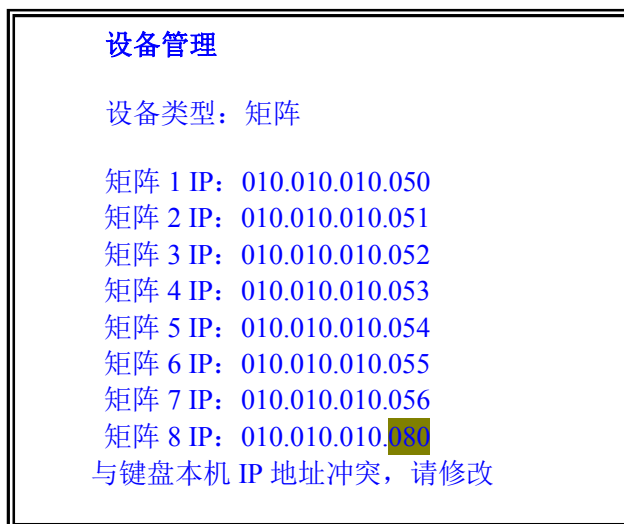 设备管理
设备类型：矩阵
矩阵 1 IP：010.010.010.050
矩阵 2 IP：010.010.010.051
矩阵 3 IP：010.010.010.052
矩阵 4 IP：010.010.010.053
矩阵 5 IP：010.010.010.054
矩阵 6 IP：010.010.010.055
矩阵 7 IP：010.010.010.056
矩阵 8 IP：010.010.010.080
与键盘本机 IP 地址冲突，请修改